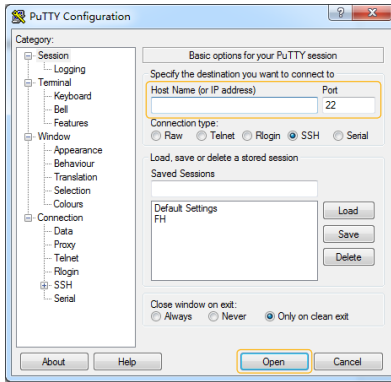 PuTTY Configuration
Category:
Session
Logging
Terminal
Keyboard
Bell
Features
Window
Appearance
Behaviour
Translation
Selection
Colours
Connection
Data
Proxy
Telnet
Rlogin
SSH
Serial
Basic options for your PuTTY session
Specify the destination you want to connect to
Host Name (or IP address) Port
22
Connection type:
Raw Telnet Rlogin SSH Serial
Load, save or delete a stored session
Saved Sessions
Default Settings
FH
Load
Save
Delete
Close window on exit:
Always Never Only on clean exit
About Help Open Cancel